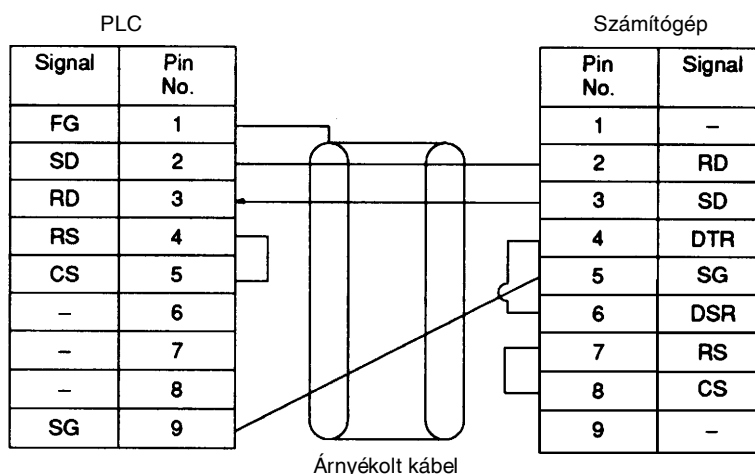 PLC
Számítógép
Signal Pin No.
FG 1
SD 2
RD 3
RS 4
CS 5
– 6
– 7
– 8
SG 9
Pin No. Signal
1 –
2 RD
3 SD
4 DTR
5 SG
6 DSR
7 RS
8 CS
9 –
Árnyékolt kábel